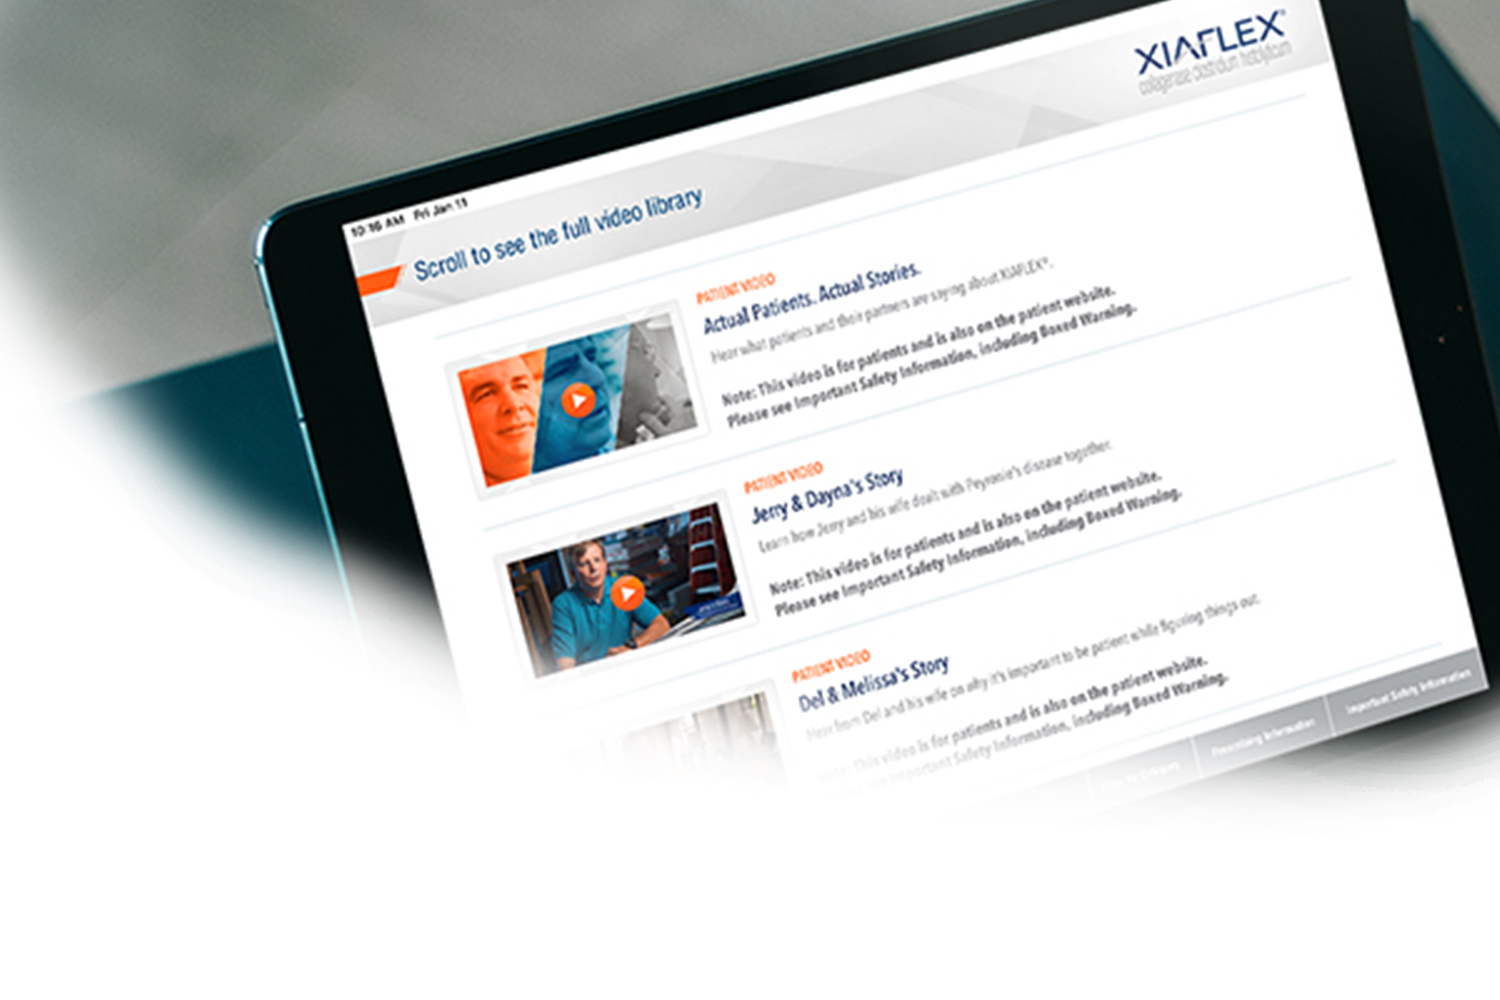 10:16 AM Fri Jan 11
XIAFLEX®
collagenase clostridium histolyticum
Scroll to see the full video library
PATIENT VIDEO
Actual Patients. Actual Stories.
Hear what patients and their partners are saying about XIAFLEX®.
Note: This video is for patients and is also on the patient website.
Please see Important Safety Information, including Boxed Warning.
PATIENT VIDEO
Jerry & Dayna's Story
Learn how Jerry and his wife dealt with Peyronie's disease together.
Note: This video is for patients and is also on the patient website.
Please see Important Safety Information, including Boxed Warning.
PATIENT VIDEO
Del & Melissa's Story
Hear from Del and his wife on why it's important to be patient while figuring things out.
Note: This video is for patients and is also on the patient website.
see Important Safety Information, including Boxed Warning.
Prescribing Information
Important Safety Information